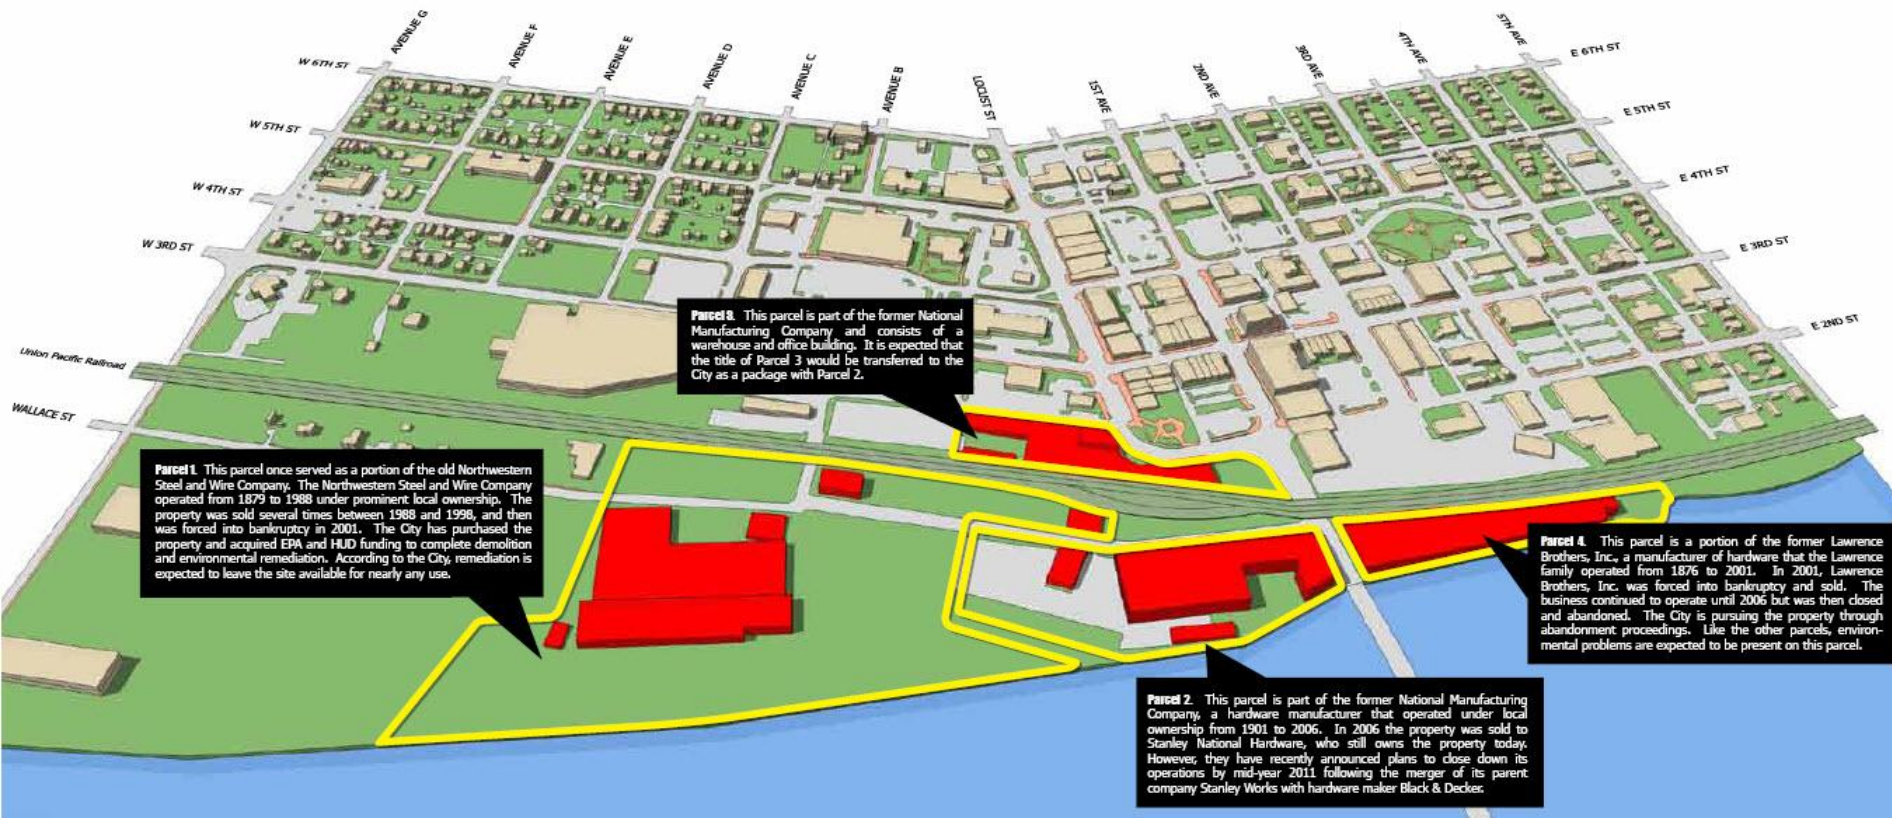 AVENUE G
AVENUE F
AVENUE E
AVENUE D
AVENUE C
AVENUE B
LOCUST ST
1ST AVE
2ND AVE
3RD AVE
4TH AVE
5TH AVE
W 6TH ST
W 5TH ST
W 4TH ST
W 3RD ST
Union Pacific Railroad
WALLACE ST
E 6TH ST
E 5TH ST
E 4TH ST
E 3RD ST
E 2ND ST
Parcel 3. This parcel is part of the former National
Manufacturing Company and consists of a
warehouse and office building. It is expected that
the title of Parcel 3 would be transferred to the
City as a package with Parcel 2.
Parcel 1. This parcel once served as a portion of the old Northwestern
Steel and Wire Company. The Northwestern Steel and Wire Company
operated from 1879 to 1988 under prominent local ownership. The
property was sold several times between 1988 and 1998, and then
was forced into bankruptcy in 2001. The City has purchased the
property and acquired EPA and HUD funding to complete demolition
and environmental remediation. According to the City, remediation is
expected to leave the site available for nearly any use.
Parcel 4. This parcel is a portion of the former Lawrence
Brothers, Inc., a manufacturer of hardware that the Lawrence
family operated from 1876 to 2001. In 2001, Lawrence
Brothers, Inc. was forced into bankruptcy and sold. The
business continued to operate until 2006 but was then closed
and abandoned. The City is pursuing the property through
abandonment proceedings. Like the other parcels, environ-
mental problems are expected to be present on this parcel.
Parcel 2. This parcel is part of the former National Manufacturing
Company, a hardware manufacturer that operated under local
ownership from 1901 to 2006. In 2006 the property was sold to
Stanley National Hardware, who still owns the property today.
However, they have recently announced plans to close down its
operations by mid-year 2011 following the merger of its parent
company Stanley Works with hardware maker Black & Decker.